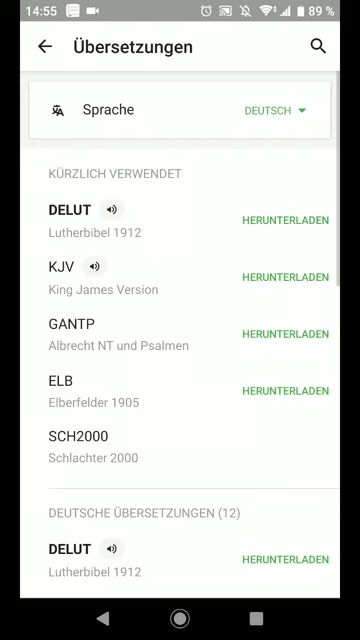 14:55
89 %
Übersetzungen
Sprache
DEUTSCH
KÜRZLICH VERWENDET
DELUT
Lutherbibel 1912
HERUNTERLADEN
KJV
King James Version
HERUNTERLADEN
GANTP
Albrecht NT und Psalmen
HERUNTERLADEN
ELB
Elberfelder 1905
HERUNTERLADEN
SCH2000
Schlachter 2000
DEUTSCHE ÜBERSETZUNGEN (12)
DELUT
Lutherbibel 1912
HERUNTERLADEN